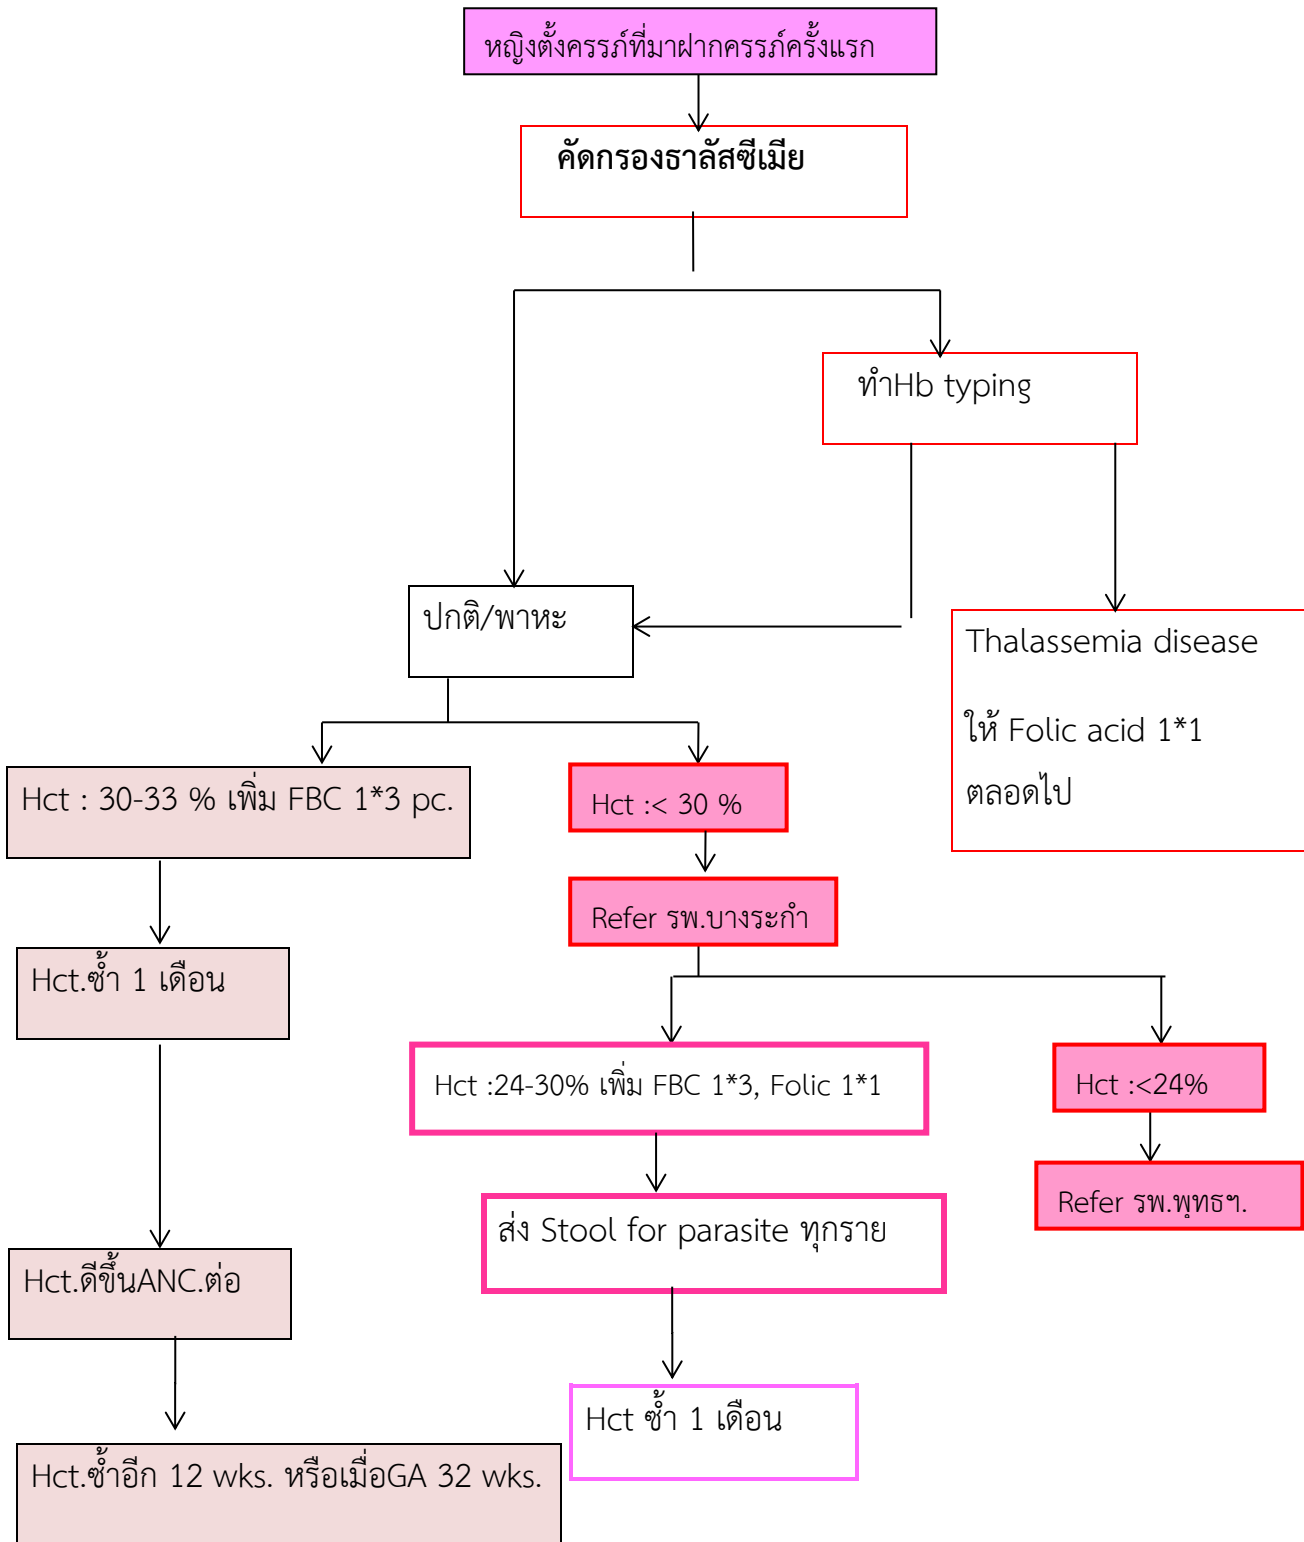 หญิงตั้งครรภ์ที่มาฝากครรภ์ครั้งแรก
คัดกรองธาลัสซีเมีย
ทำHb typing
ปกติ/พาหะ
Thalassemia disease
ให้ Folic acid 1*1
ตลอดไป
Hct : 30-33 % เพิ่ม FBC 1*3 pc.
Hct :< 30 %
Refer รพ.บางระกำ
Hct.ซ้ำ 1 เดือน
Hct :24-30% เพิ่ม FBC 1*3, Folic 1*1
Hct :<24%
Refer รพ.พุทธฯ.
ส่ง Stool for parasite ทุกราย
Hct.ดีขึ้นANC.ต่อ
Hct ซ้ำ 1 เดือน
Hct.ซ้ำอีก 12 wks. หรือเมื่อGA 32 wks.